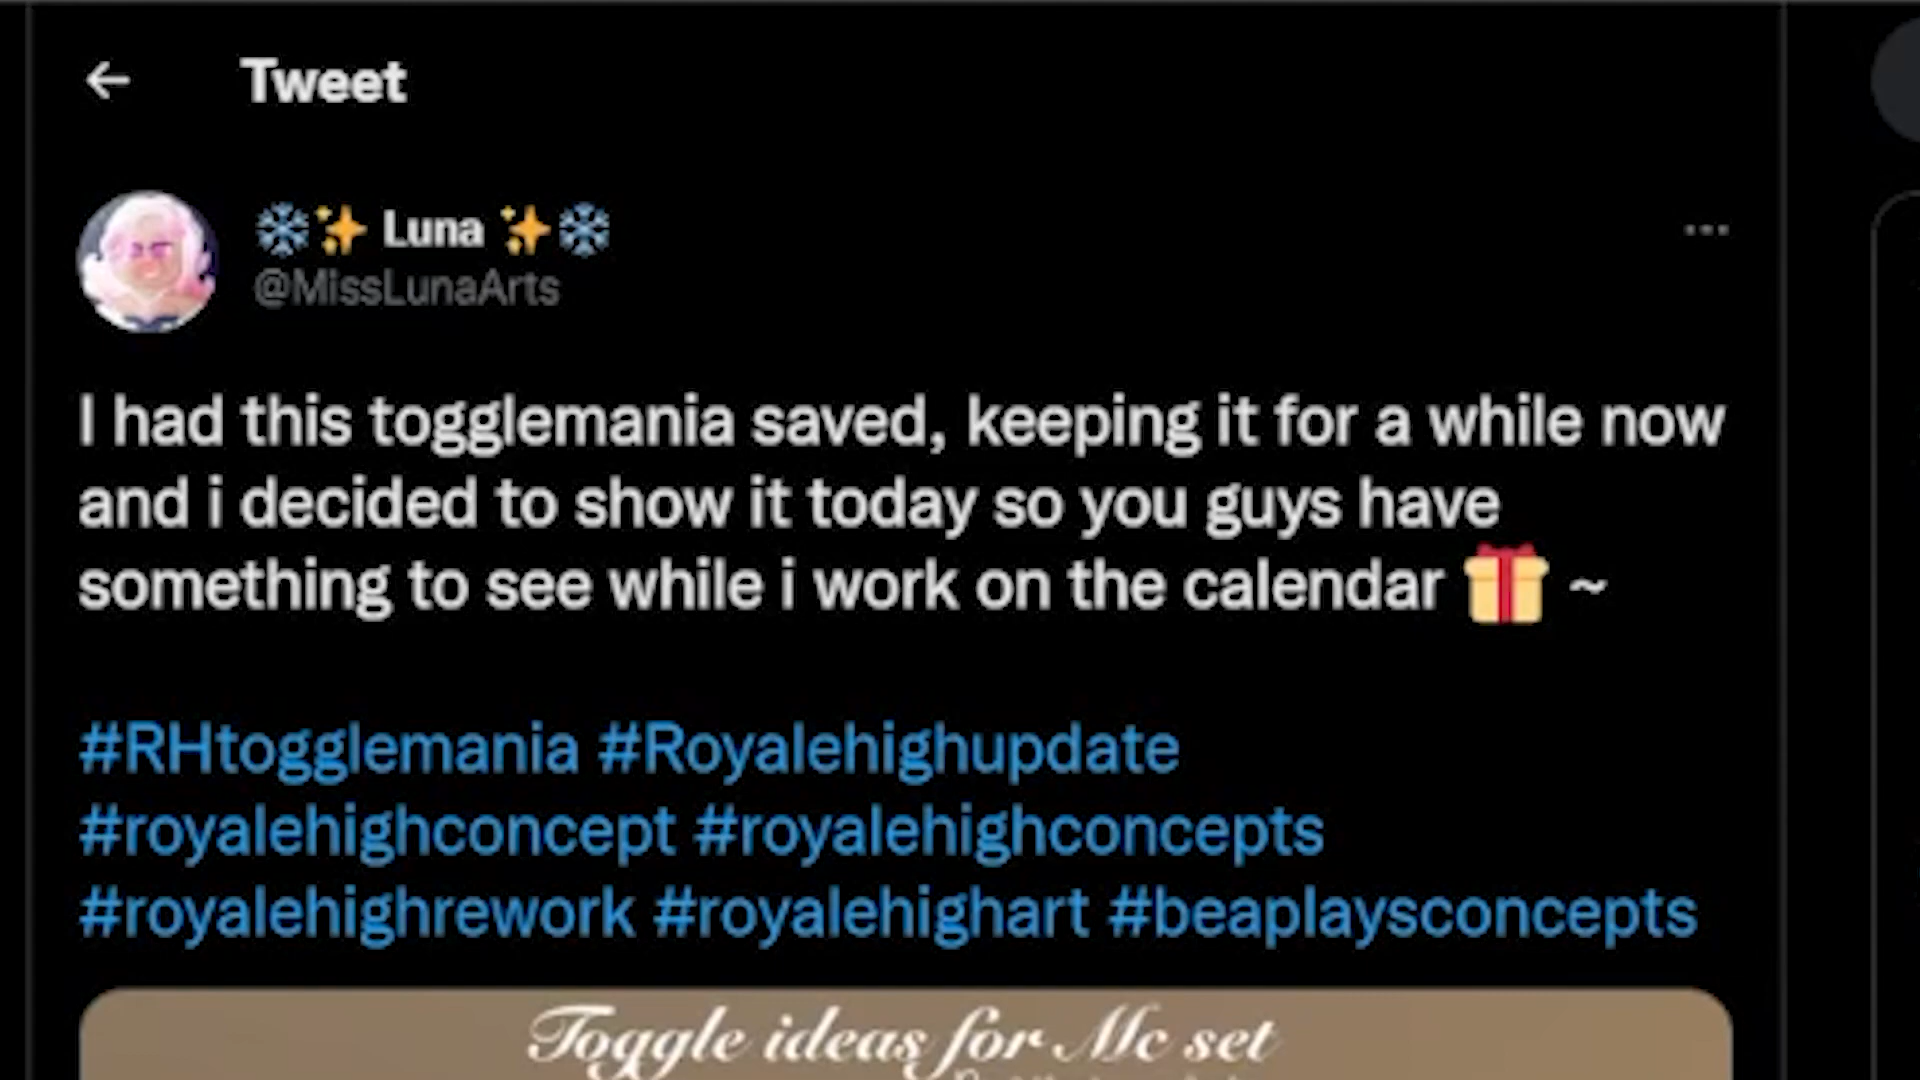 Tweet
❄✨ Luna ✨❄
@MissLunaArts
I had this togglemania saved, keeping it for a while now
and i decided to show it today so you guys have
something to see while i work on the calendar 🎁 ~
#RHtogglemania #Royalehighupdate
#royalehighconcept #royalehighconcepts
#royalehighrework #royalehighart #beaplaysconcepts
Toggle ideas for Mc set